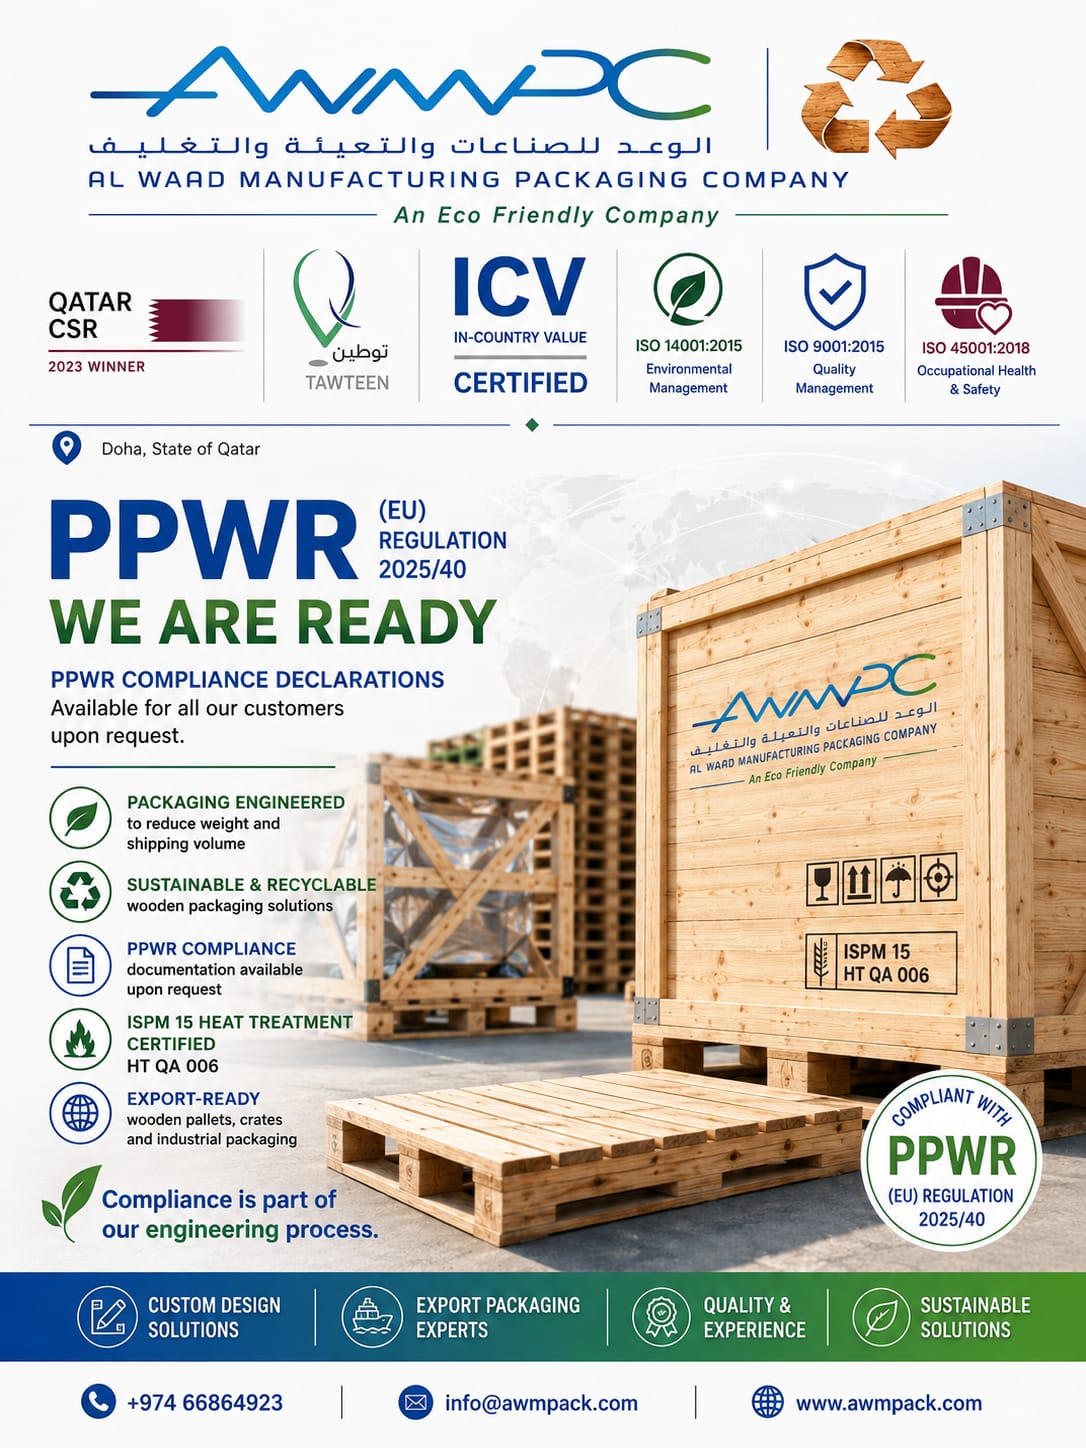 AWMPC
الوعد للصناعات والتعبئة والتغليف
AL WAAD MANUFACTURING PACKAGING COMPANY
An Eco Friendly Company
QATAR
CSR
2023 WINNER
توطين
TAWTEEN
ICV
IN-COUNTRY VALUE
CERTIFIED
ISO 14001:2015
Environmental
Management
ISO 9001:2015
Quality
Management
ISO 45001:2018
Occupational Health
& Safety
Doha, State of Qatar
PPWR
(EU)
REGULATION
2025/40
WE ARE READY
PPWR COMPLIANCE DECLARATIONS
Available for all our customers
upon request.
PACKAGING ENGINEERED
to reduce weight and
shipping volume
SUSTAINABLE & RECYCLABLE
wooden packaging solutions
PPWR COMPLIANCE
documentation available
upon request
ISPM 15 HEAT TREATMENT
CERTIFIED
HT QA 006
EXPORT-READY
wooden pallets, crates
and industrial packaging
Compliance is part of
our engineering process.
AWMPC
الوعد للصناعات والتعبئة والتغليف
AL WAAD MANUFACTURING PACKAGING COMPANY
An Eco Friendly Company
ISPM 15
HT QA 006
COMPLIANT WITH
PPWR
(EU) REGULATION
2025/40
CUSTOM DESIGN
SOLUTIONS
EXPORT PACKAGING
EXPERTS
QUALITY &
EXPERIENCE
SUSTAINABLE
SOLUTIONS
+974 66864923
info@awmpack.com
www.awmpack.com